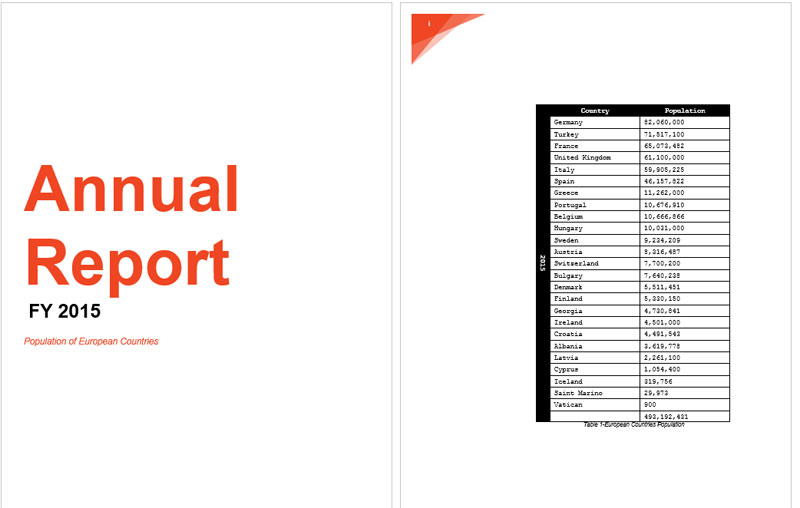 Annual
Report
FY 2015
Population of European Countries
i
Country Population
2015
Germany 82,060,000
Turkey 71,517,100
France 65,073,482
United Kingdom 61,100,000
Italy 59,905,225
Spain 46,157,822
Greece 11,262,000
Portugal 10,676,910
Belgium 10,666,866
Hungary 10,031,000
Sweden 9,234,209
Austria 8,316,487
Switzerland 7,700,200
Bulgary 7,640,238
Denmark 5,511,451
Finland 5,330,150
Georgia 4,730,841
Ireland 4,501,000
Croatia 4,491,543
Albania 3,619,778
Latvia 2,261,100
Cyprus 1,054,400
Iceland 319,756
Saint Marino 29,973
Vatican 900
493,192,431
Table 1-European Countries Population